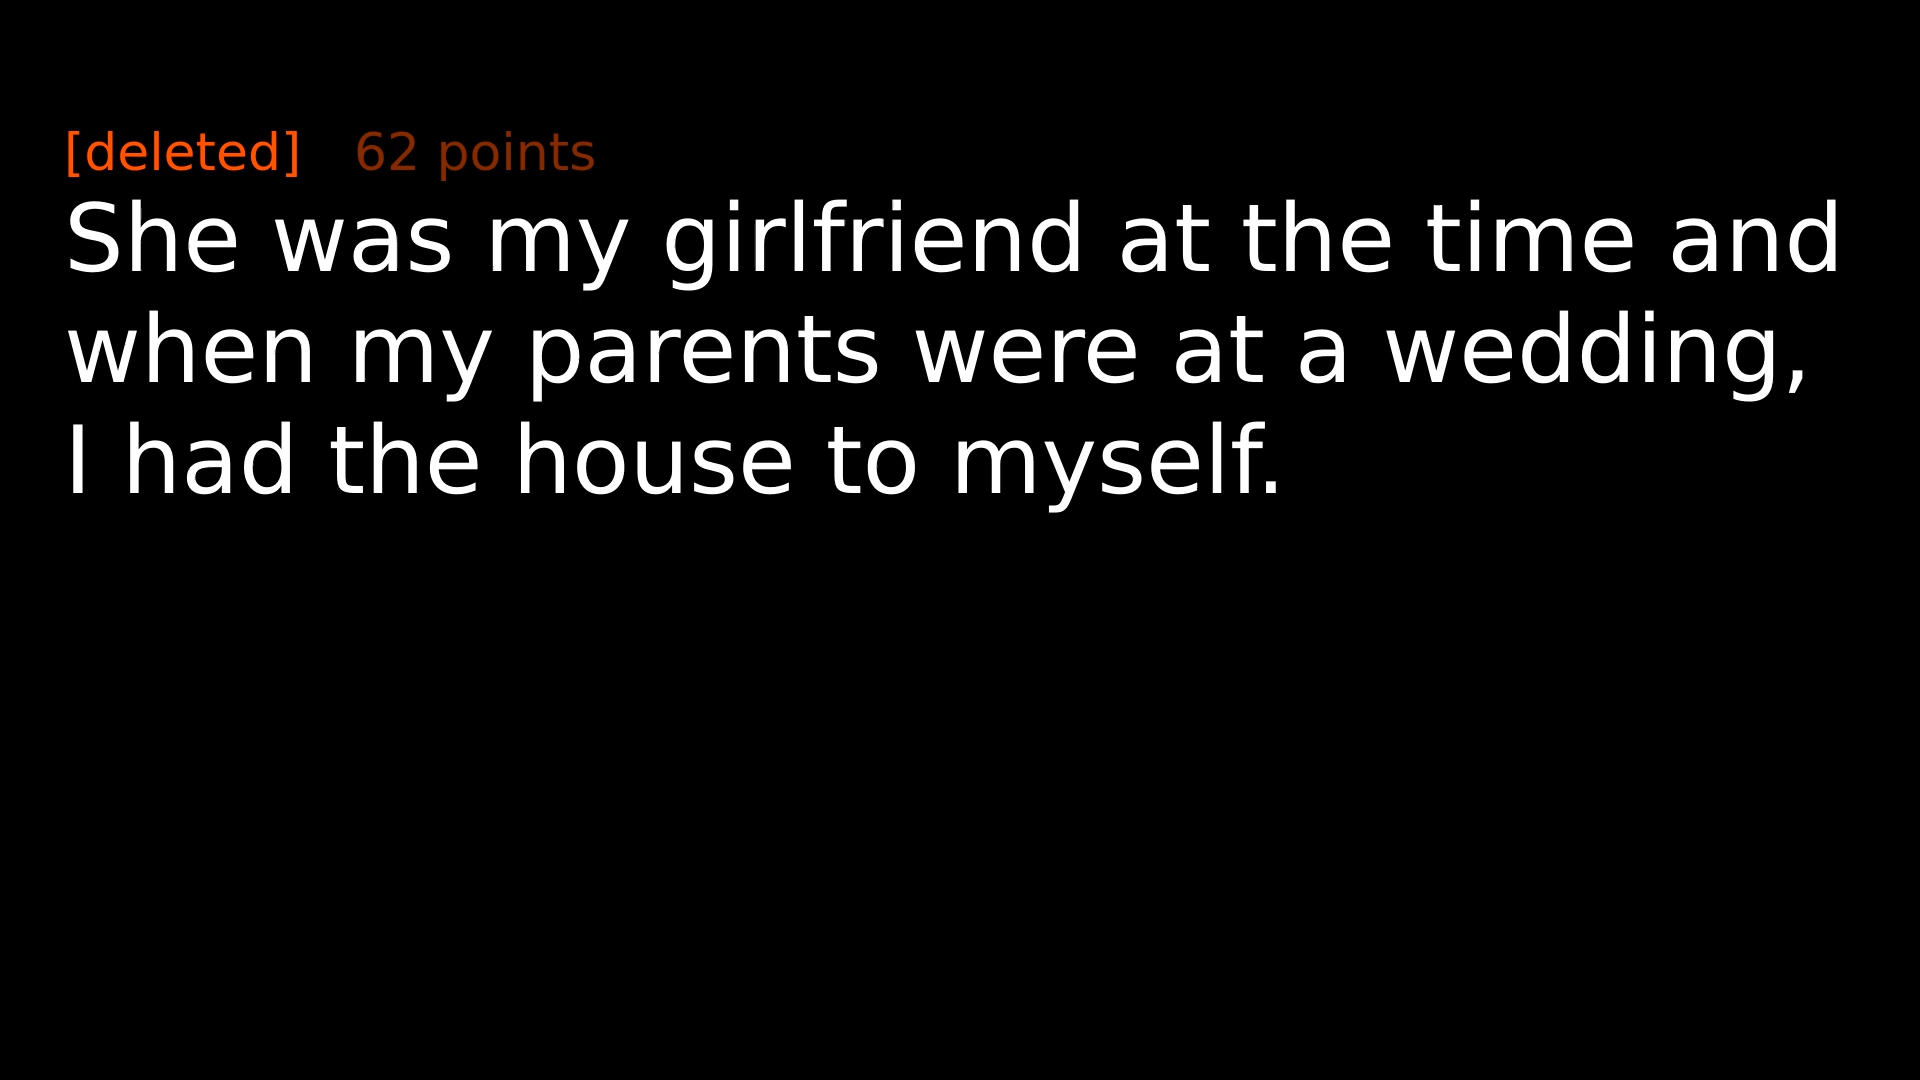 [deleted] 62 points
She was my girlfriend at the time and
when my parents were at a wedding,
I had the house to myself.